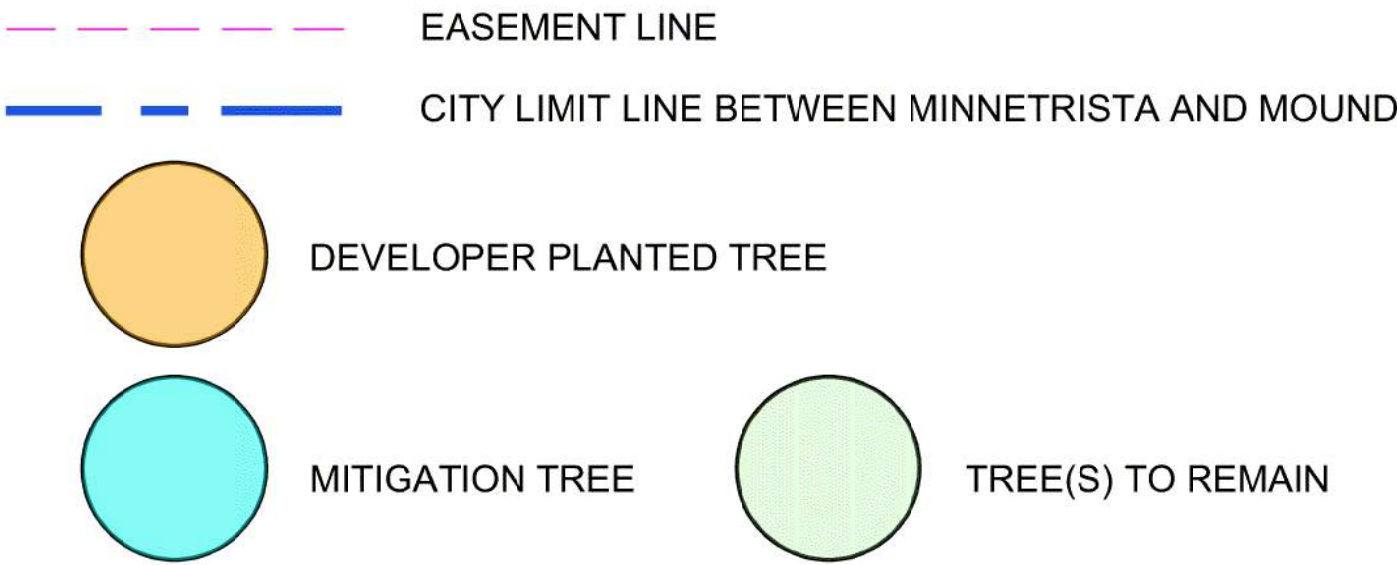 EASEMENT LINE
CITY LIMIT LINE BETWEEN MINNETRISTA AND MOUND
DEVELOPER PLANTED TREE
MITIGATION TREE
TREE(S) TO REMAIN